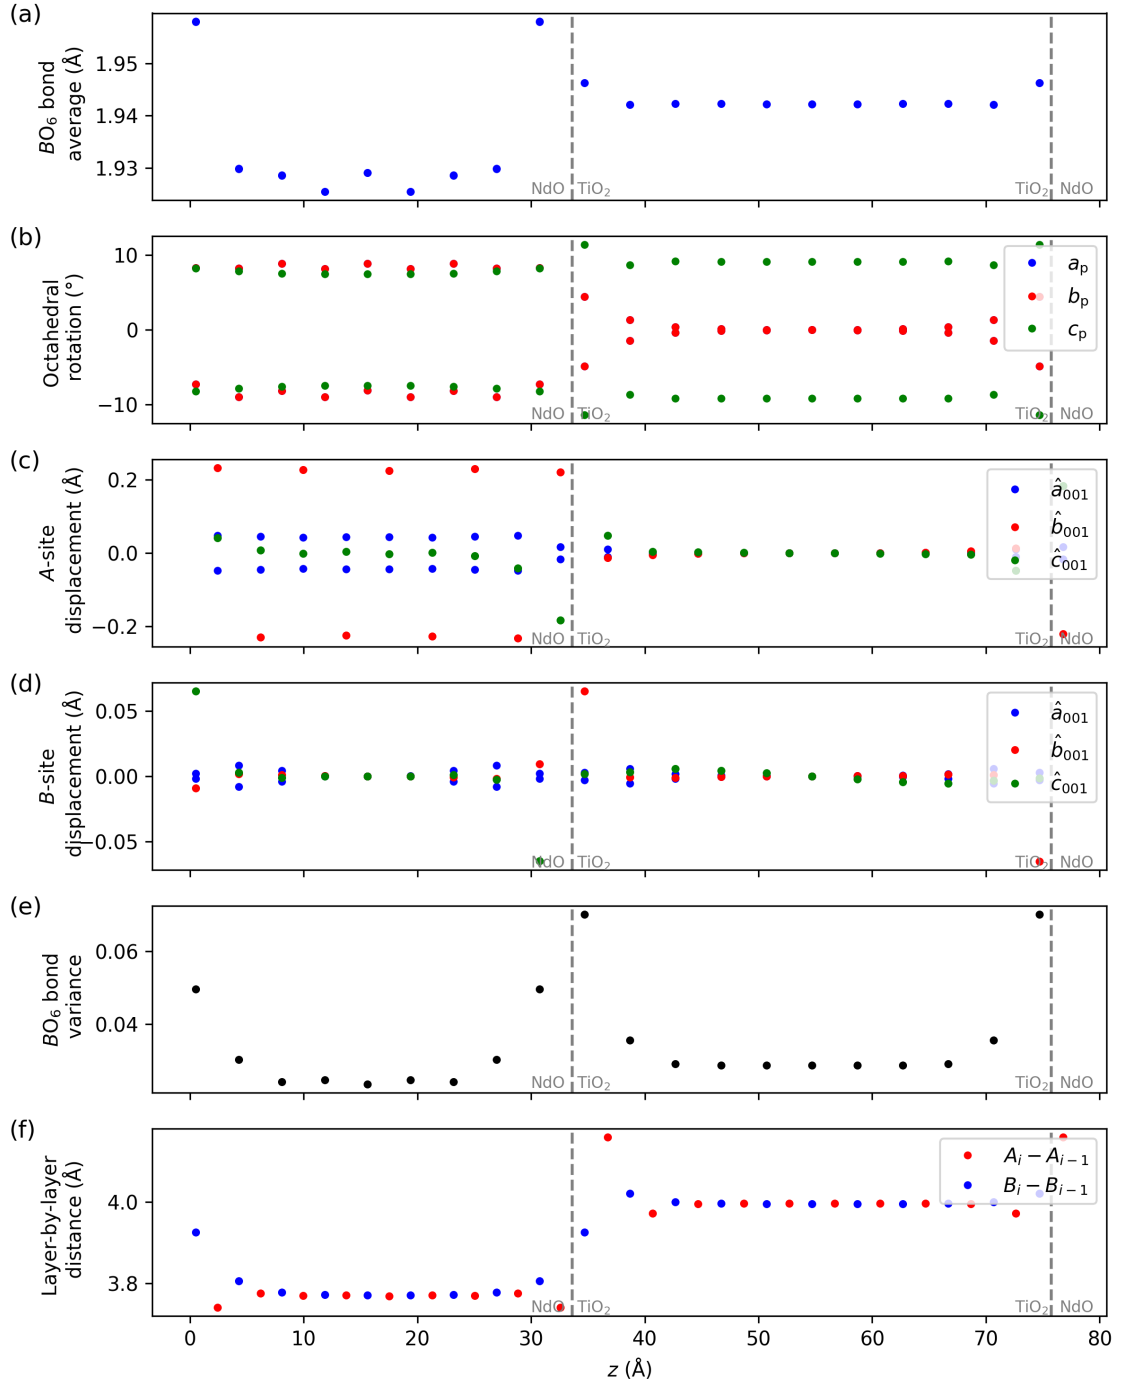 (a)
BO₆ bond
average (Å)
1.95
1.94
1.93
NdO
TiO₂
TiO₂
NdO
(b)
Octahedral
rotation (°)
10
0
−10
aₚ
bₚ
cₚ
NdO
TiO₂
TiO₂
NdO
(c)
A-site
displacement (Å)
0.2
0.0
−0.2
â₀₀₁
b̂₀₀₁
ĉ₀₀₁
NdO
TiO₂
TiO₂
NdO
(d)
B-site
displacement (Å)
0.05
0.00
−0.05
â₀₀₁
b̂₀₀₁
ĉ₀₀₁
NdO
TiO₂
TiO₂
NdO
(e)
BO₆ bond
variance
0.06
0.04
NdO
TiO₂
TiO₂
NdO
(f)
Layer-by-layer
distance (Å)
4.0
3.8
Aᵢ − Aᵢ₋₁
Bᵢ − Bᵢ₋₁
NdO
TiO₂
TiO₂
NdO
0 10 20 30 40 50 60 70 80
z (Å)